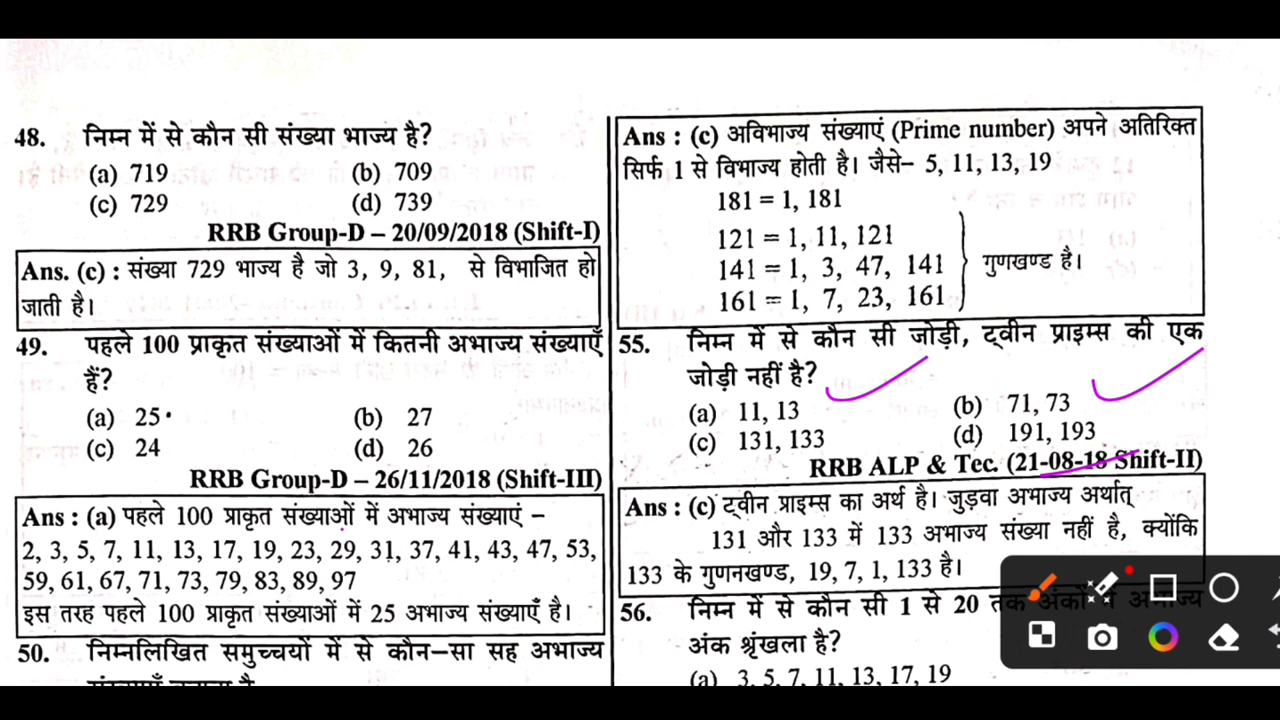 48. निम्न में से कौन सी संख्या भाज्य है?
(a) 719 (b) 709
(c) 729 (d) 739
RRB Group-D – 20/09/2018 (Shift-I)
Ans. (c) : संख्या 729 भाज्य है जो 3, 9, 81, से विभाजित हो
जाती है।
49. पहले 100 प्राकृत संख्याओं में कितनी अभाज्य संख्याएँ
हैं?
(a) 25 (b) 27
(c) 24 (d) 26
RRB Group-D – 26/11/2018 (Shift-III)
Ans : (a) पहले 100 प्राकृत संख्याओं में अभाज्य संख्याएं –
2, 3, 5, 7, 11, 13, 17, 19, 23, 29, 31, 37, 41, 43, 47, 53,
59, 61, 67, 71, 73, 79, 83, 89, 97
इस तरह पहले 100 प्राकृत संख्याओं में 25 अभाज्य संख्याएँ है।
50. निम्नलिखित समुच्चयों में से कौन–सा सह अभाज्य
Ans : (c) अविभाज्य संख्याएं (Prime number) अपने अतिरिक्त
सिर्फ 1 से विभाज्य होती है। जैसे– 5, 11, 13, 19
181 = 1, 181
121 = 1, 11, 121
141 = 1, 3, 47, 141
गुणखण्ड है।
161 = 1, 7, 23, 161
55. निम्न में से कौन सी जोड़ी, ट्वीन प्राइम्स की एक
जोड़ी नहीं है?
(a) 11, 13 (b) 71, 73
(c) 131, 133 (d) 191, 193
RRB ALP & Tec. (21-08-18 Shift-II)
Ans : (c) ट्वीन प्राइम्स का अर्थ है। जुडवा अभाज्य अर्थात्
131 और 133 में 133 अभाज्य संख्या नहीं है, क्योंकि
133 के गुणनखण्ड, 19, 7, 1, 133 है।
56. निम्न में से कौन सी 1 से 20 तक अंकों में अभाज्य
अंक श्रृंखला है?
(a) 3, 5, 7, 11, 13, 17, 19